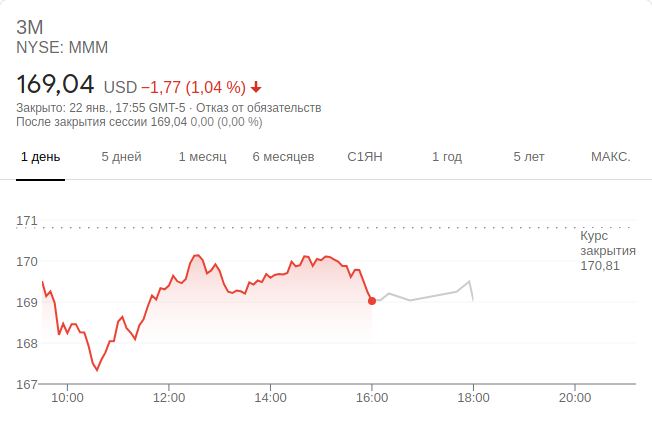 3M
NYSE: MMM
169,04 USD −1,77 (1,04 %)
Закрыто: 22 янв., 17:55 GMT-5 · Отказ от обязательств
После закрытия сессии 169,04 0,00 (0,00 %)
1 день 5 дней 1 месяц 6 месяцев С1ЯН 1 год 5 лет МАКС.
171
Курс
закрытия
170,81
170
169
168
167
10:00 12:00 14:00 16:00 18:00 20:00